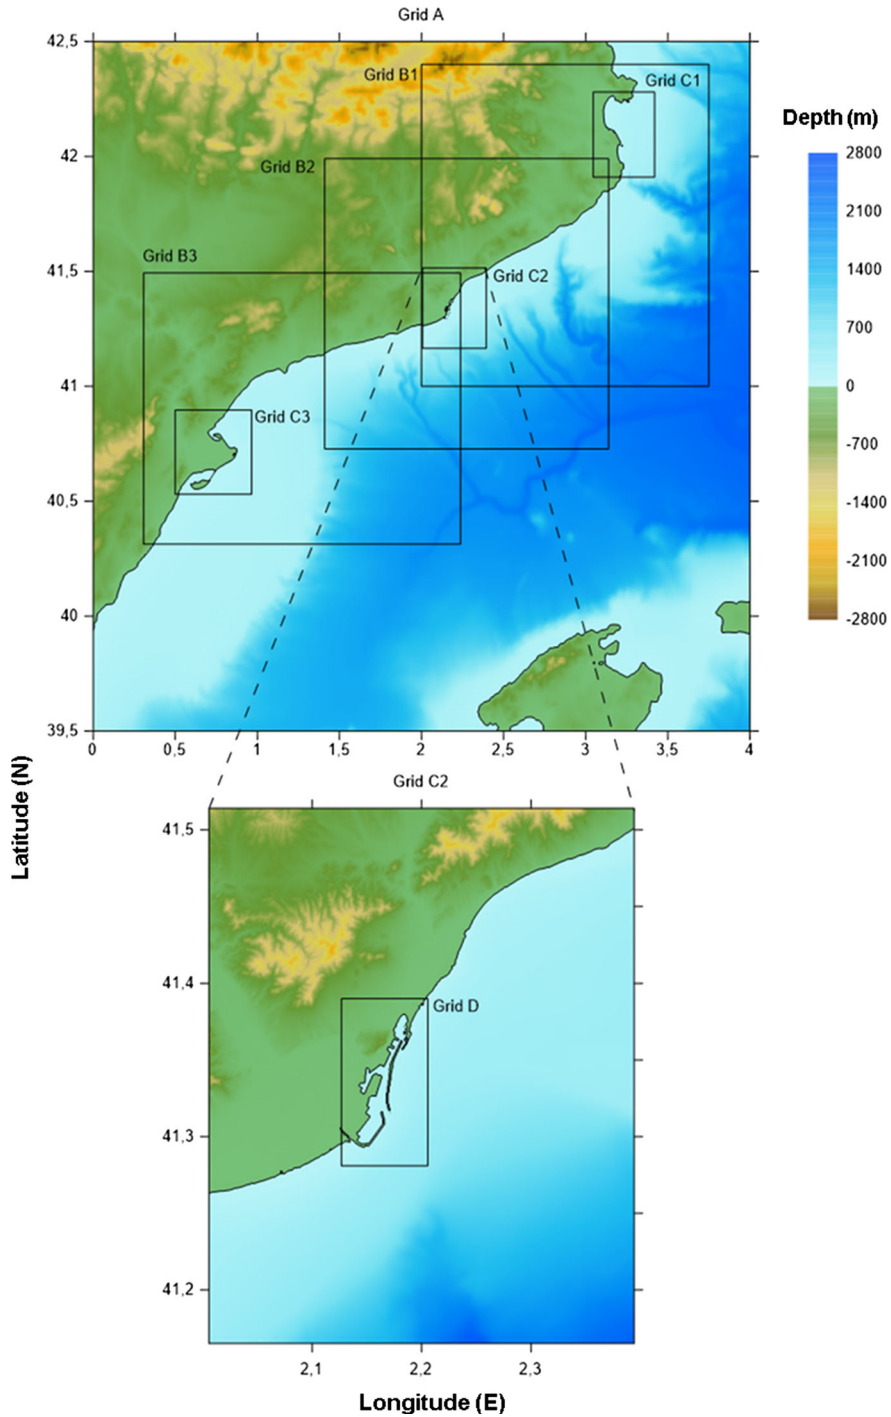 Grid A
42.5
Grid B1
Grid C1
Depth (m)
42
Grid B2
2800
2100
41.5
Grid B3
Grid C2
1400
700
41
0
Grid C3
-700
40.5
-1400
-2100
40
-2800
39.5
0
0,5
1
1,5
2
2,5
3
3,5
4
Grid C2
Latitude (N)
41,5
41,4
Grid D
41,3
41,2
2,1
2,2
2,3
Longitude (E)